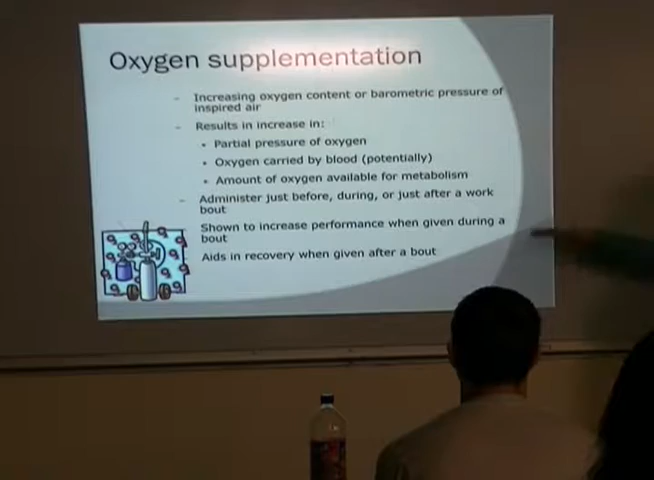 Oxygen supplementation
– Increasing oxygen content or barometric pressure of
inspired air
– Results in increase in:
• Partial pressure of oxygen
• Oxygen carried by blood (potentially)
• Amount of oxygen available for metabolism
– Administer just before, during, or just after a work
bout
Shown to increase performance when given during a
bout
Aids in recovery when given after a bout